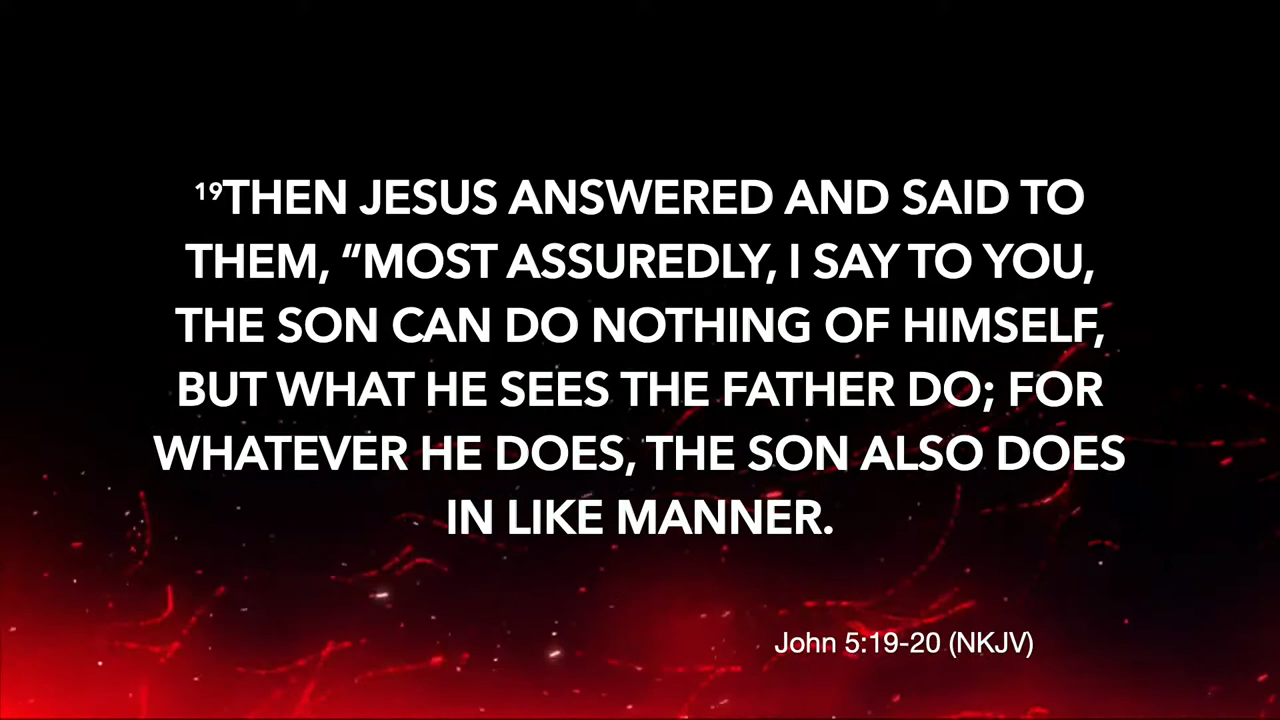 ¹⁹THEN JESUS ANSWERED AND SAID TO
THEM, “MOST ASSUREDLY, I SAY TO YOU,
THE SON CAN DO NOTHING OF HIMSELF,
BUT WHAT HE SEES THE FATHER DO; FOR
WHATEVER HE DOES, THE SON ALSO DOES
IN LIKE MANNER.
John 5:19-20 (NKJV)